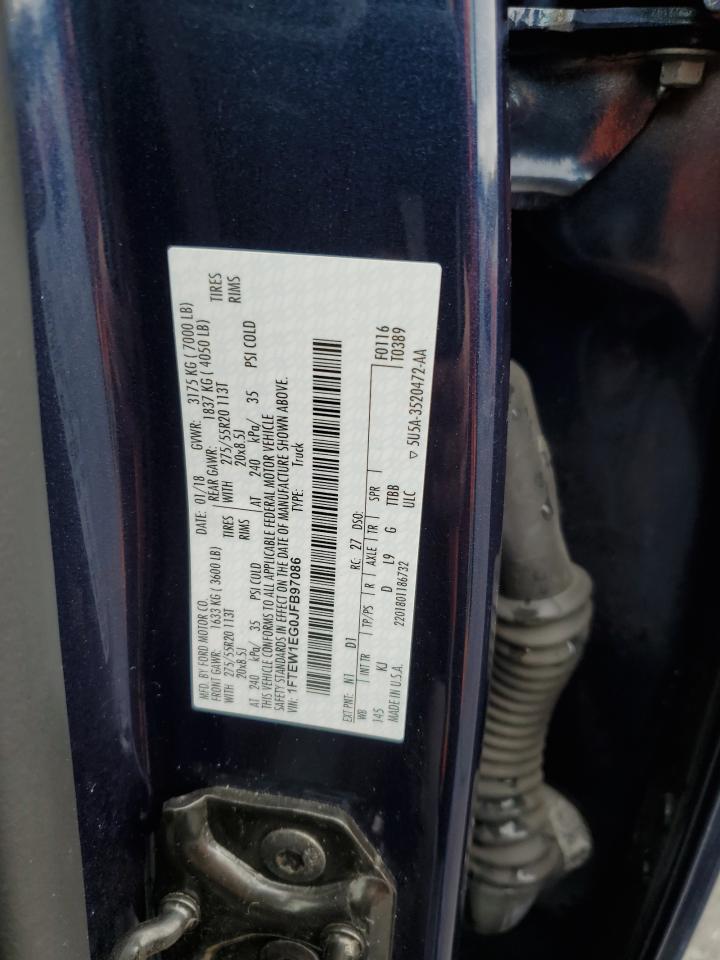 MFD. BY FORD MOTOR CO.
DATE: 01/18 GVWR: 3175 KG ( 7000 LB)
FRONT GAWR: 1633 KG ( 3600 LB) REAR GAWR: 1837 KG ( 4050 LB)
WITH 275/55R20 113T TIRES WITH 275/55R20 113T TIRES
20x8.5J RIMS 20x8.5J RIMS
AT 240 kPa/ 35 PSI COLD AT 240 kPa/ 35 PSI COLD
THIS VEHICLE CONFORMS TO ALL APPLICABLE FEDERAL MOTOR VEHICLE
SAFETY STANDARDS IN EFFECT ON THE DATE OF MANUFACTURE SHOWN ABOVE.
VIN: 1FTEW1EG0JFB97086 TYPE: Truck
EXT PNT: N1 D1 RC: 27 DSO: F0116
WB INT TR TP/PS R AXLE TR SPR T0389
145 KJ D L9 G TTBB
MADE IN U.S.A. 2201801186732 ULC ▽ 5U5A-3520472-AA